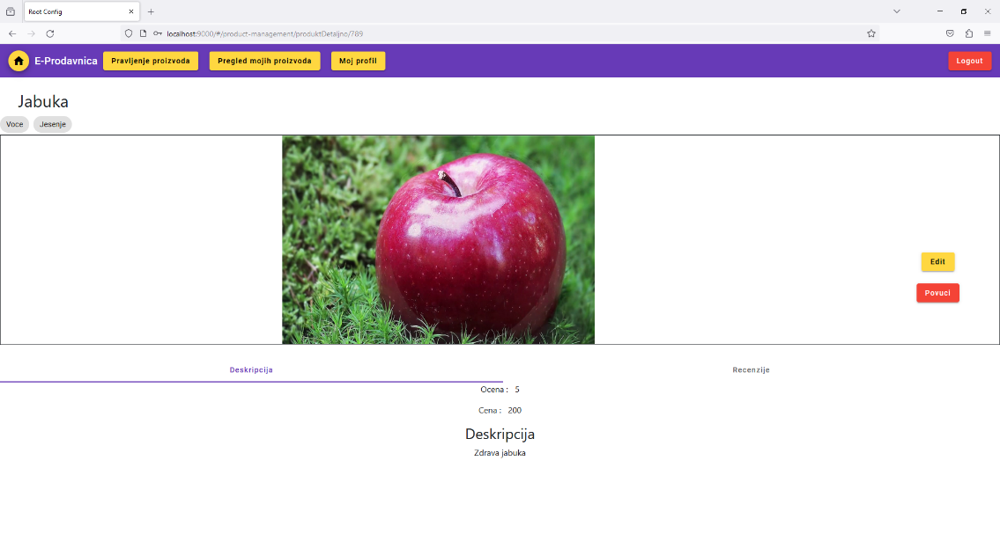 Root Config
localhost:9000/#/product-management/produktDetaljno/789
E-Prodavnica Pravljenje proizvoda Pregled mojih proizvoda Moj profil Logout
Jabuka
Voce Jesenje
Edit
Povuci
Deskripcija Recenzije
Ocena : 5
Cena : 200
Deskripcija
Zdrava jabuka